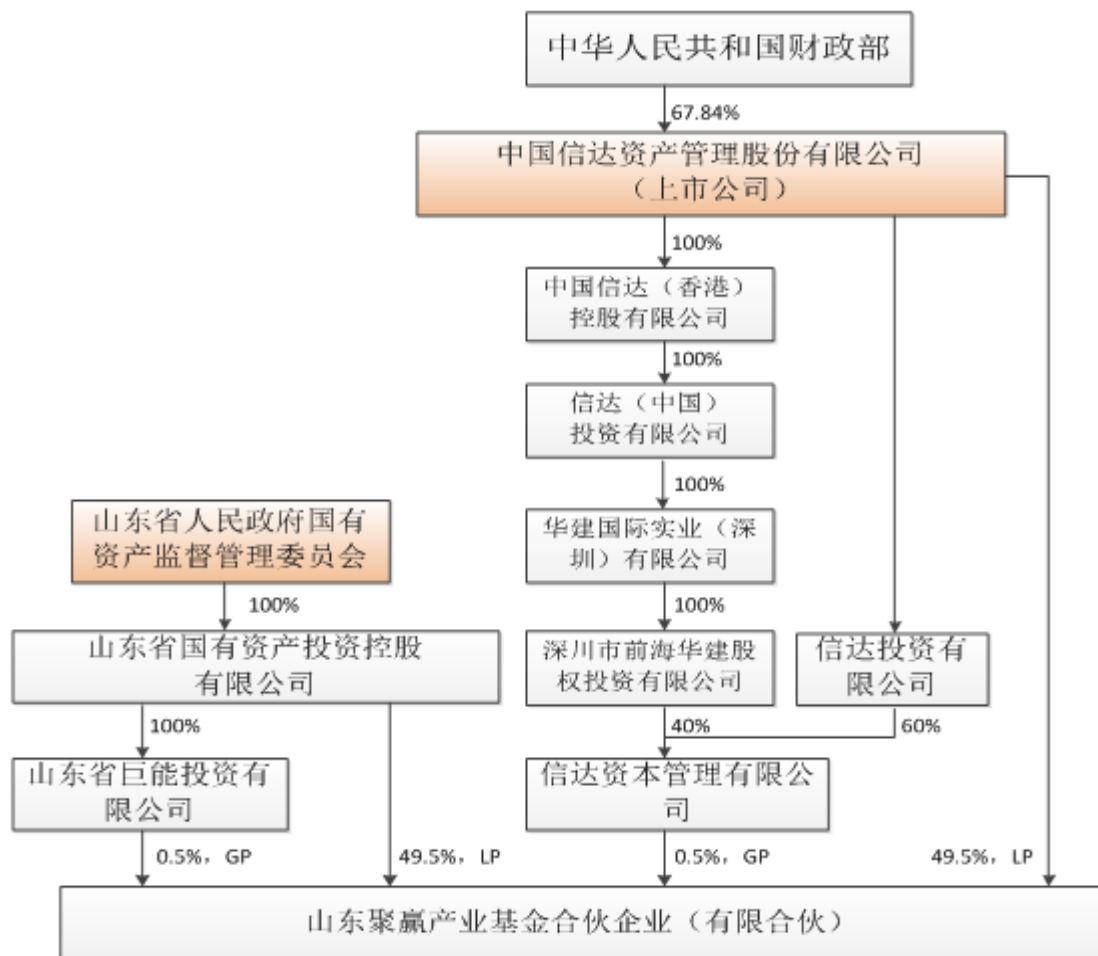 中华人民共和国财政部
67.84%
中国信达资产管理股份有限公司
（上市公司）
100%
中国信达（香港）
控股有限公司
100%
信达（中国）
投资有限公司
100%
山东省人民政府国有
资产监督管理委员会
华建国际实业（深
圳）有限公司
100%
100%
山东省国有资产投资控股
有限公司
深川市前海华建股
权投资有限公司
信达投资有
限公司
100%
40%
60%
山东省巨能投资有
限公司
信达资本管理有限公
司
0.5%，GP
49.5%，LP
0.5%，GP
49.5%，LP
山东聚赢产业基金合伙企业（有限合伙）